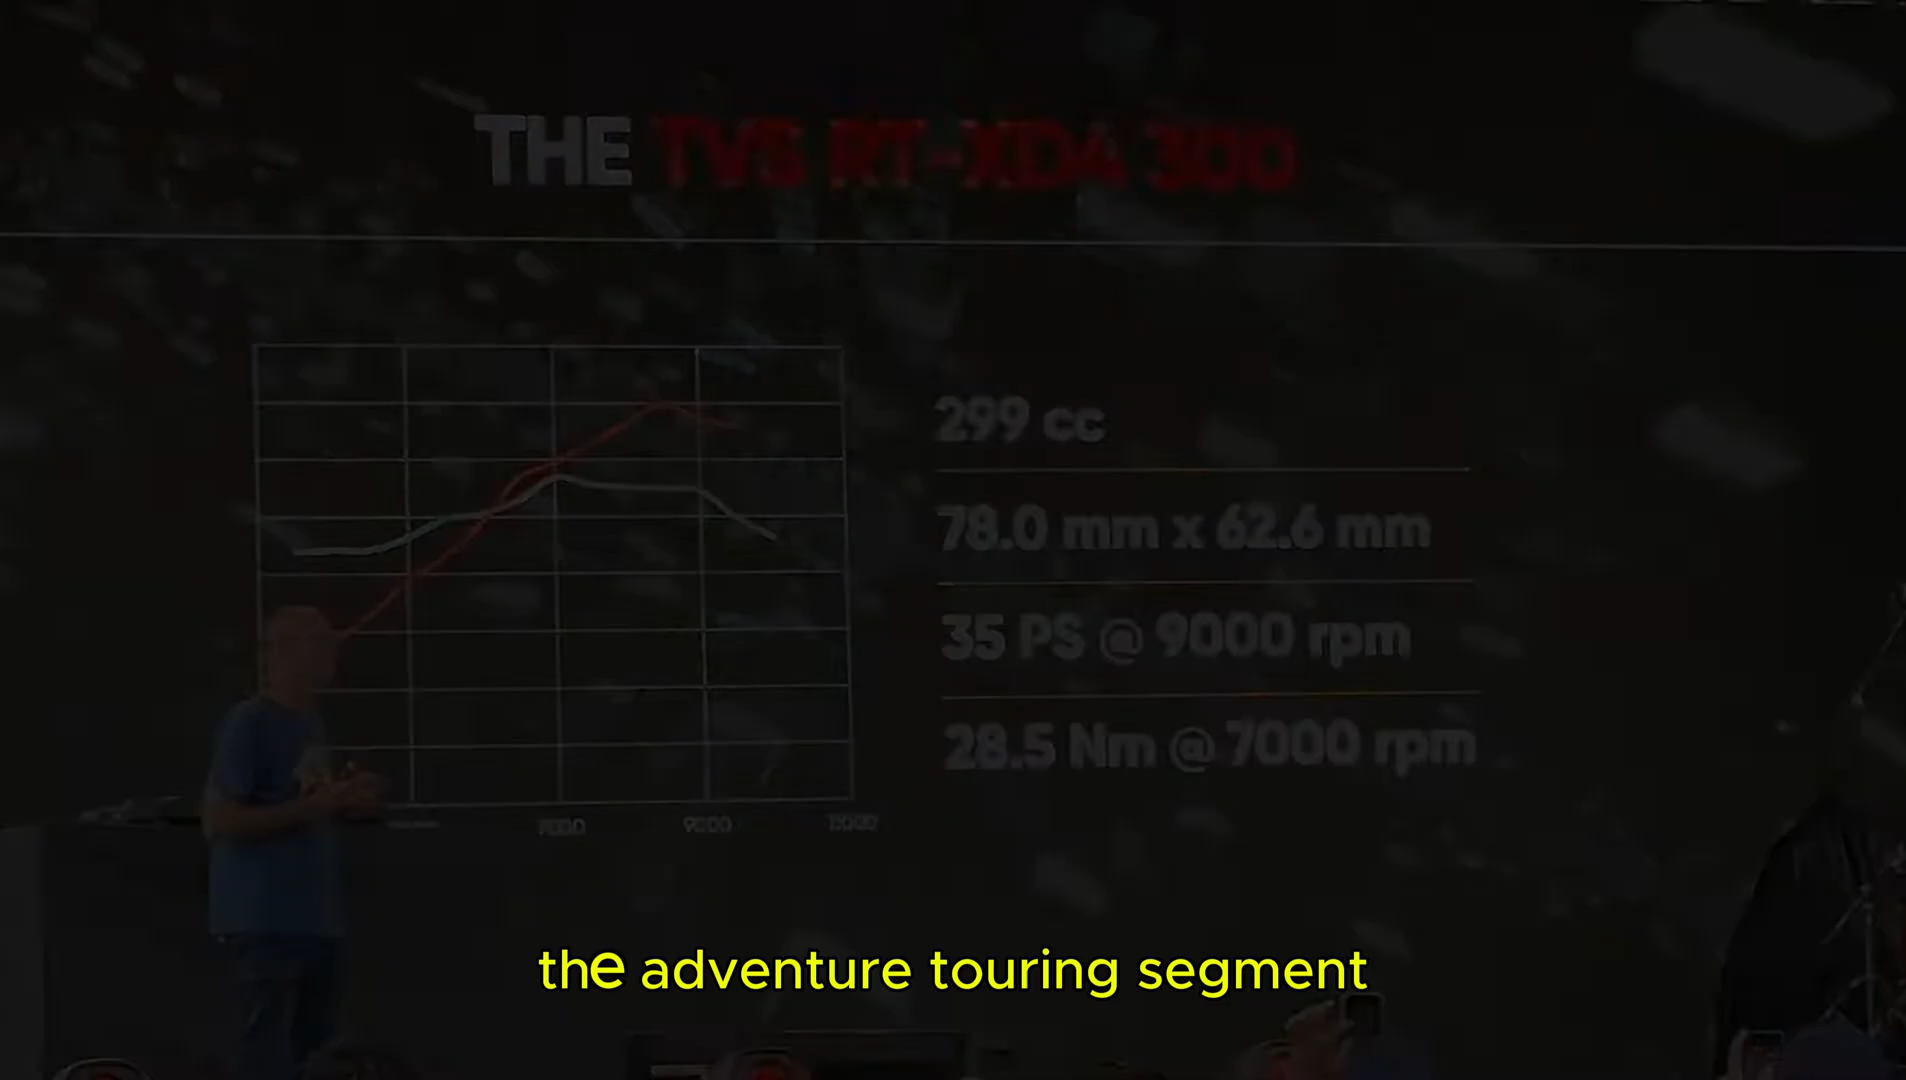 THE TVS RT-XD4 300
299 cc
78.0 mm x 62.6 mm
35 PS @ 9000 rpm
28.5 Nm @ 7000 rpm
7000 9000 11000
the adventure touring segment